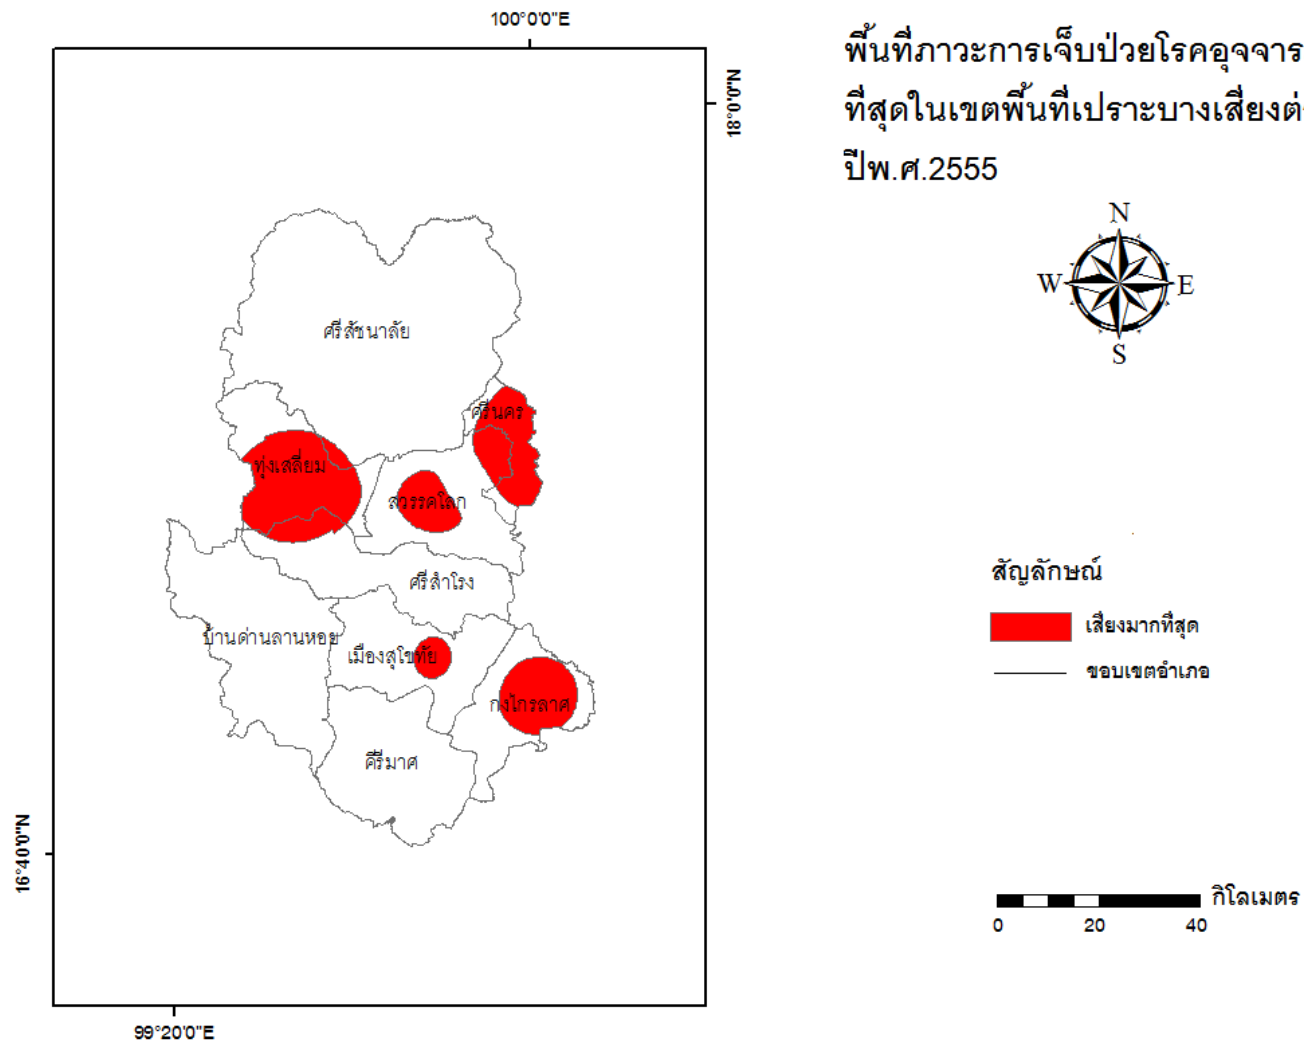 100°0'0"E
พื้นที่ภาวะการเจ็บป่วยโรคอุจจาร
ที่สุดในเขตพื้นที่เปราะบางเสี่ยงต่
ปีพ.ศ.2555
18°0'0"N
N
W E
S
ศรีสัชนาลัย
ศรีนคร
ทุ่งเสลี่ยม
สวรรคโลก
ศรีสำโรง
บ้านด่านลานหอย
เมืองสุโขทัย
กงไกรลาศ
คีรีมาศ
สัญลักษณ์
เสี่ยงมากที่สุด
ขอบเขตอำเภอ
16°40'0"N
กิโลเมตร
0 20 40
99°20'0"E